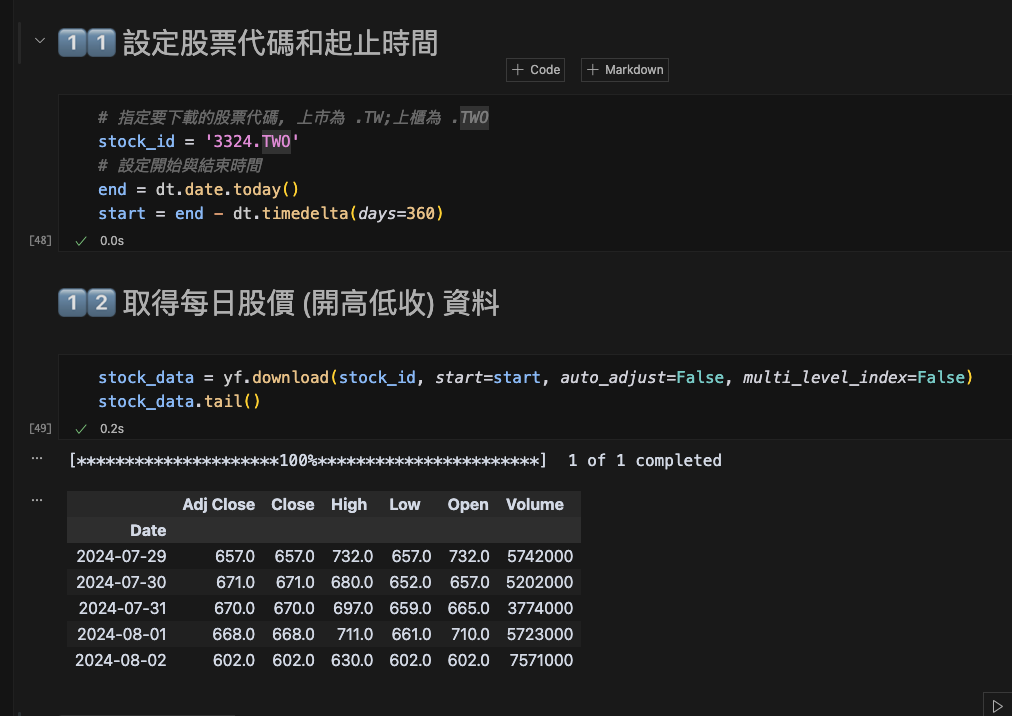 1️⃣1️⃣ 設定股票代碼和起止時間
+ Code + Markdown
# 指定要下載的股票代碼, 上市為 .TW;上櫃為 .TWO
stock_id = '3324.TWO'
# 設定開始與結束時間
end = dt.date.today()
start = end - dt.timedelta(days=360)
[48] ✓ 0.0s
1️⃣2️⃣ 取得每日股價 (開高低收) 資料
stock_data = yf.download(stock_id, start=start, auto_adjust=False, multi_level_index=False)
stock_data.tail()
[49] ✓ 0.2s
[*********************100%***********************]  1 of 1 completed
Adj Close Close High Low Open Volume
Date
2024-07-29 657.0 657.0 732.0 657.0 732.0 5742000
2024-07-30 671.0 671.0 680.0 652.0 657.0 5202000
2024-07-31 670.0 670.0 697.0 659.0 665.0 3774000
2024-08-01 668.0 668.0 711.0 661.0 710.0 5723000
2024-08-02 602.0 602.0 630.0 602.0 602.0 7571000